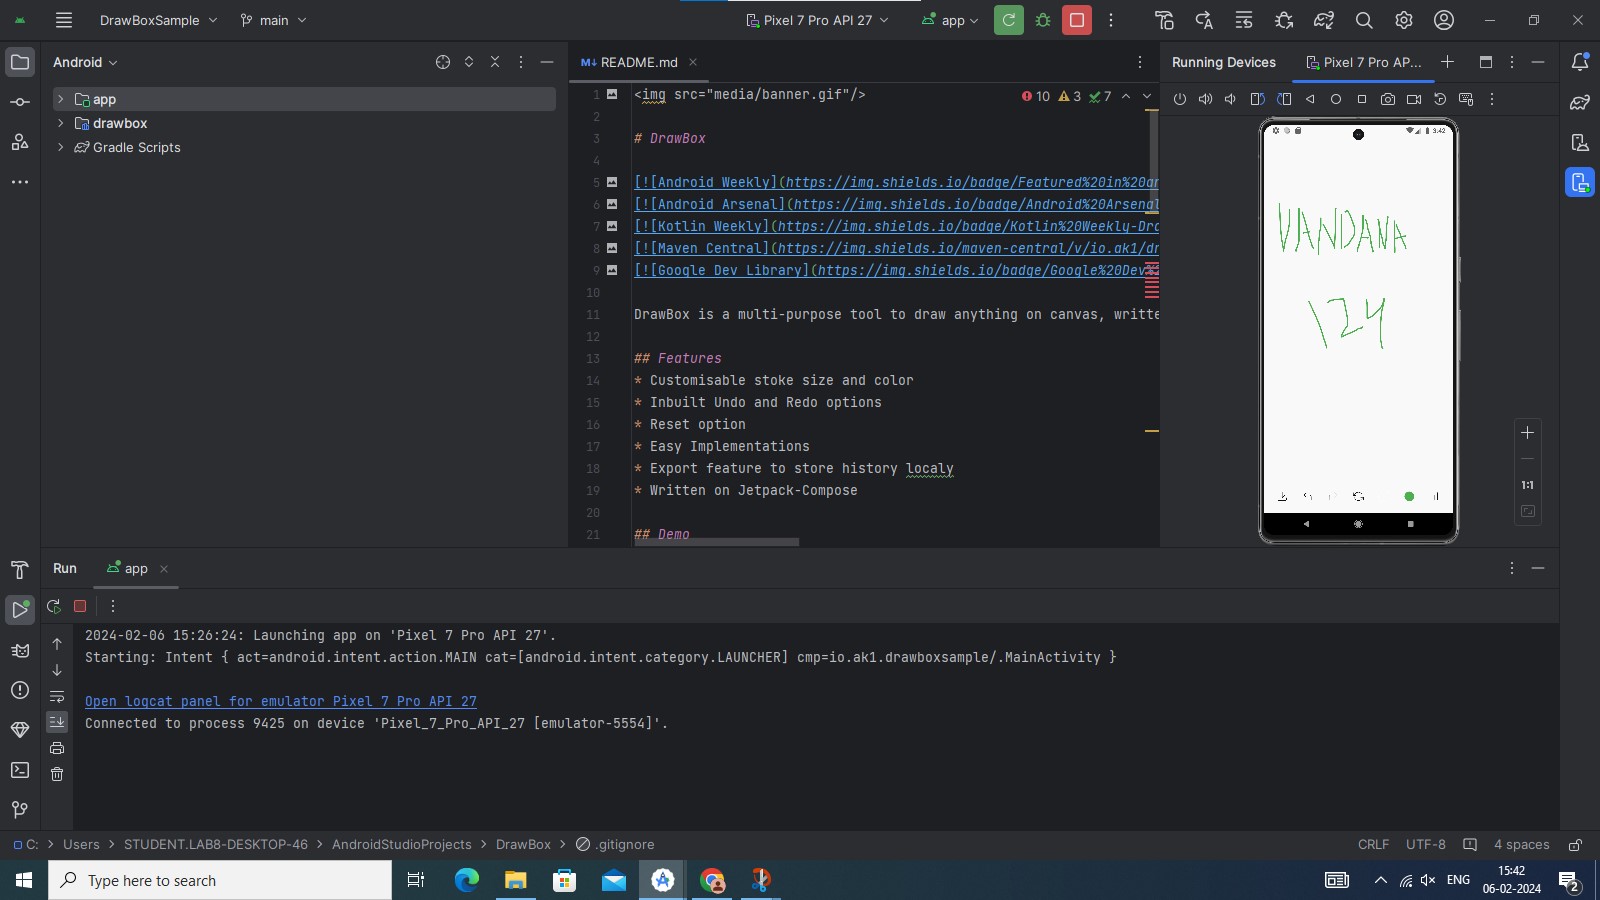 DrawBoxSample
main
Pixel 7 Pro API 27
app
Android
README.md
Running Devices
Pixel 7 Pro AP...
app
drawbox
Gradle Scripts
10 3 7
1 <img src="media/banner.gif"/>
2
3 # DrawBox
4
5 [![Android Weekly](https://img.shields.io/badge/Featured%20in%20an
6 [![Android Arsenal](https://img.shields.io/badge/Android%20Arsenal
7 [![Kotlin Weekly](https://img.shields.io/badge/Kotlin%20Weekly-Dra
8 [![Maven Central](https://img.shields.io/maven-central/v/io.ak1/dr
9 [![Google Dev Library](https://img.shields.io/badge/Google%20Dev%2
10
11 DrawBox is a multi-purpose tool to draw anything on canvas, writte
12
13 ## Features
14 * Customisable stoke size and color
15 * Inbuilt Undo and Redo options
16 * Reset option
17 * Easy Implementations
18 * Export feature to store history localy
19 * Written on Jetpack-Compose
20
21 ## Demo
3:42
VANDANA
124
1:1
Run
app
2024-02-06 15:26:24: Launching app on 'Pixel 7 Pro API 27'.
Starting: Intent { act=android.intent.action.MAIN cat=[android.intent.category.LAUNCHER] cmp=io.ak1.drawboxsample/.MainActivity }
Open logcat panel for emulator Pixel 7 Pro API 27
Connected to process 9425 on device 'Pixel_7_Pro_API_27 [emulator-5554]'.
C: > Users > STUDENT.LAB8-DESKTOP-46 > AndroidStudioProjects > DrawBox > .gitignore
CRLF UTF-8 4 spaces
Type here to search
ENG
15:42
06-02-2024
2